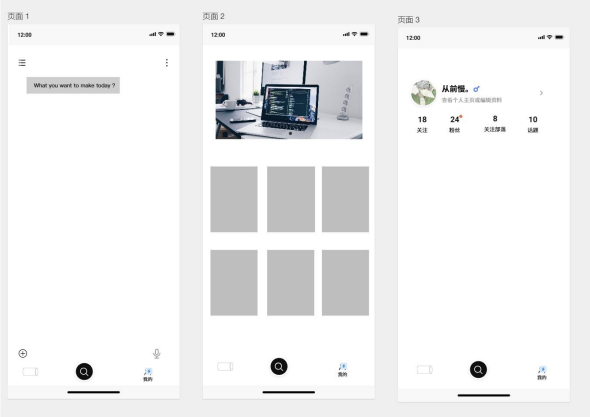 页面 1
12:00
What you want to make today ?
我的
页面 2
12:00
我的
页面 3
12:00
从前慢。
查看个人主页或编辑资料
18
24
8
10
关注
粉丝
关注部落
话题
我的